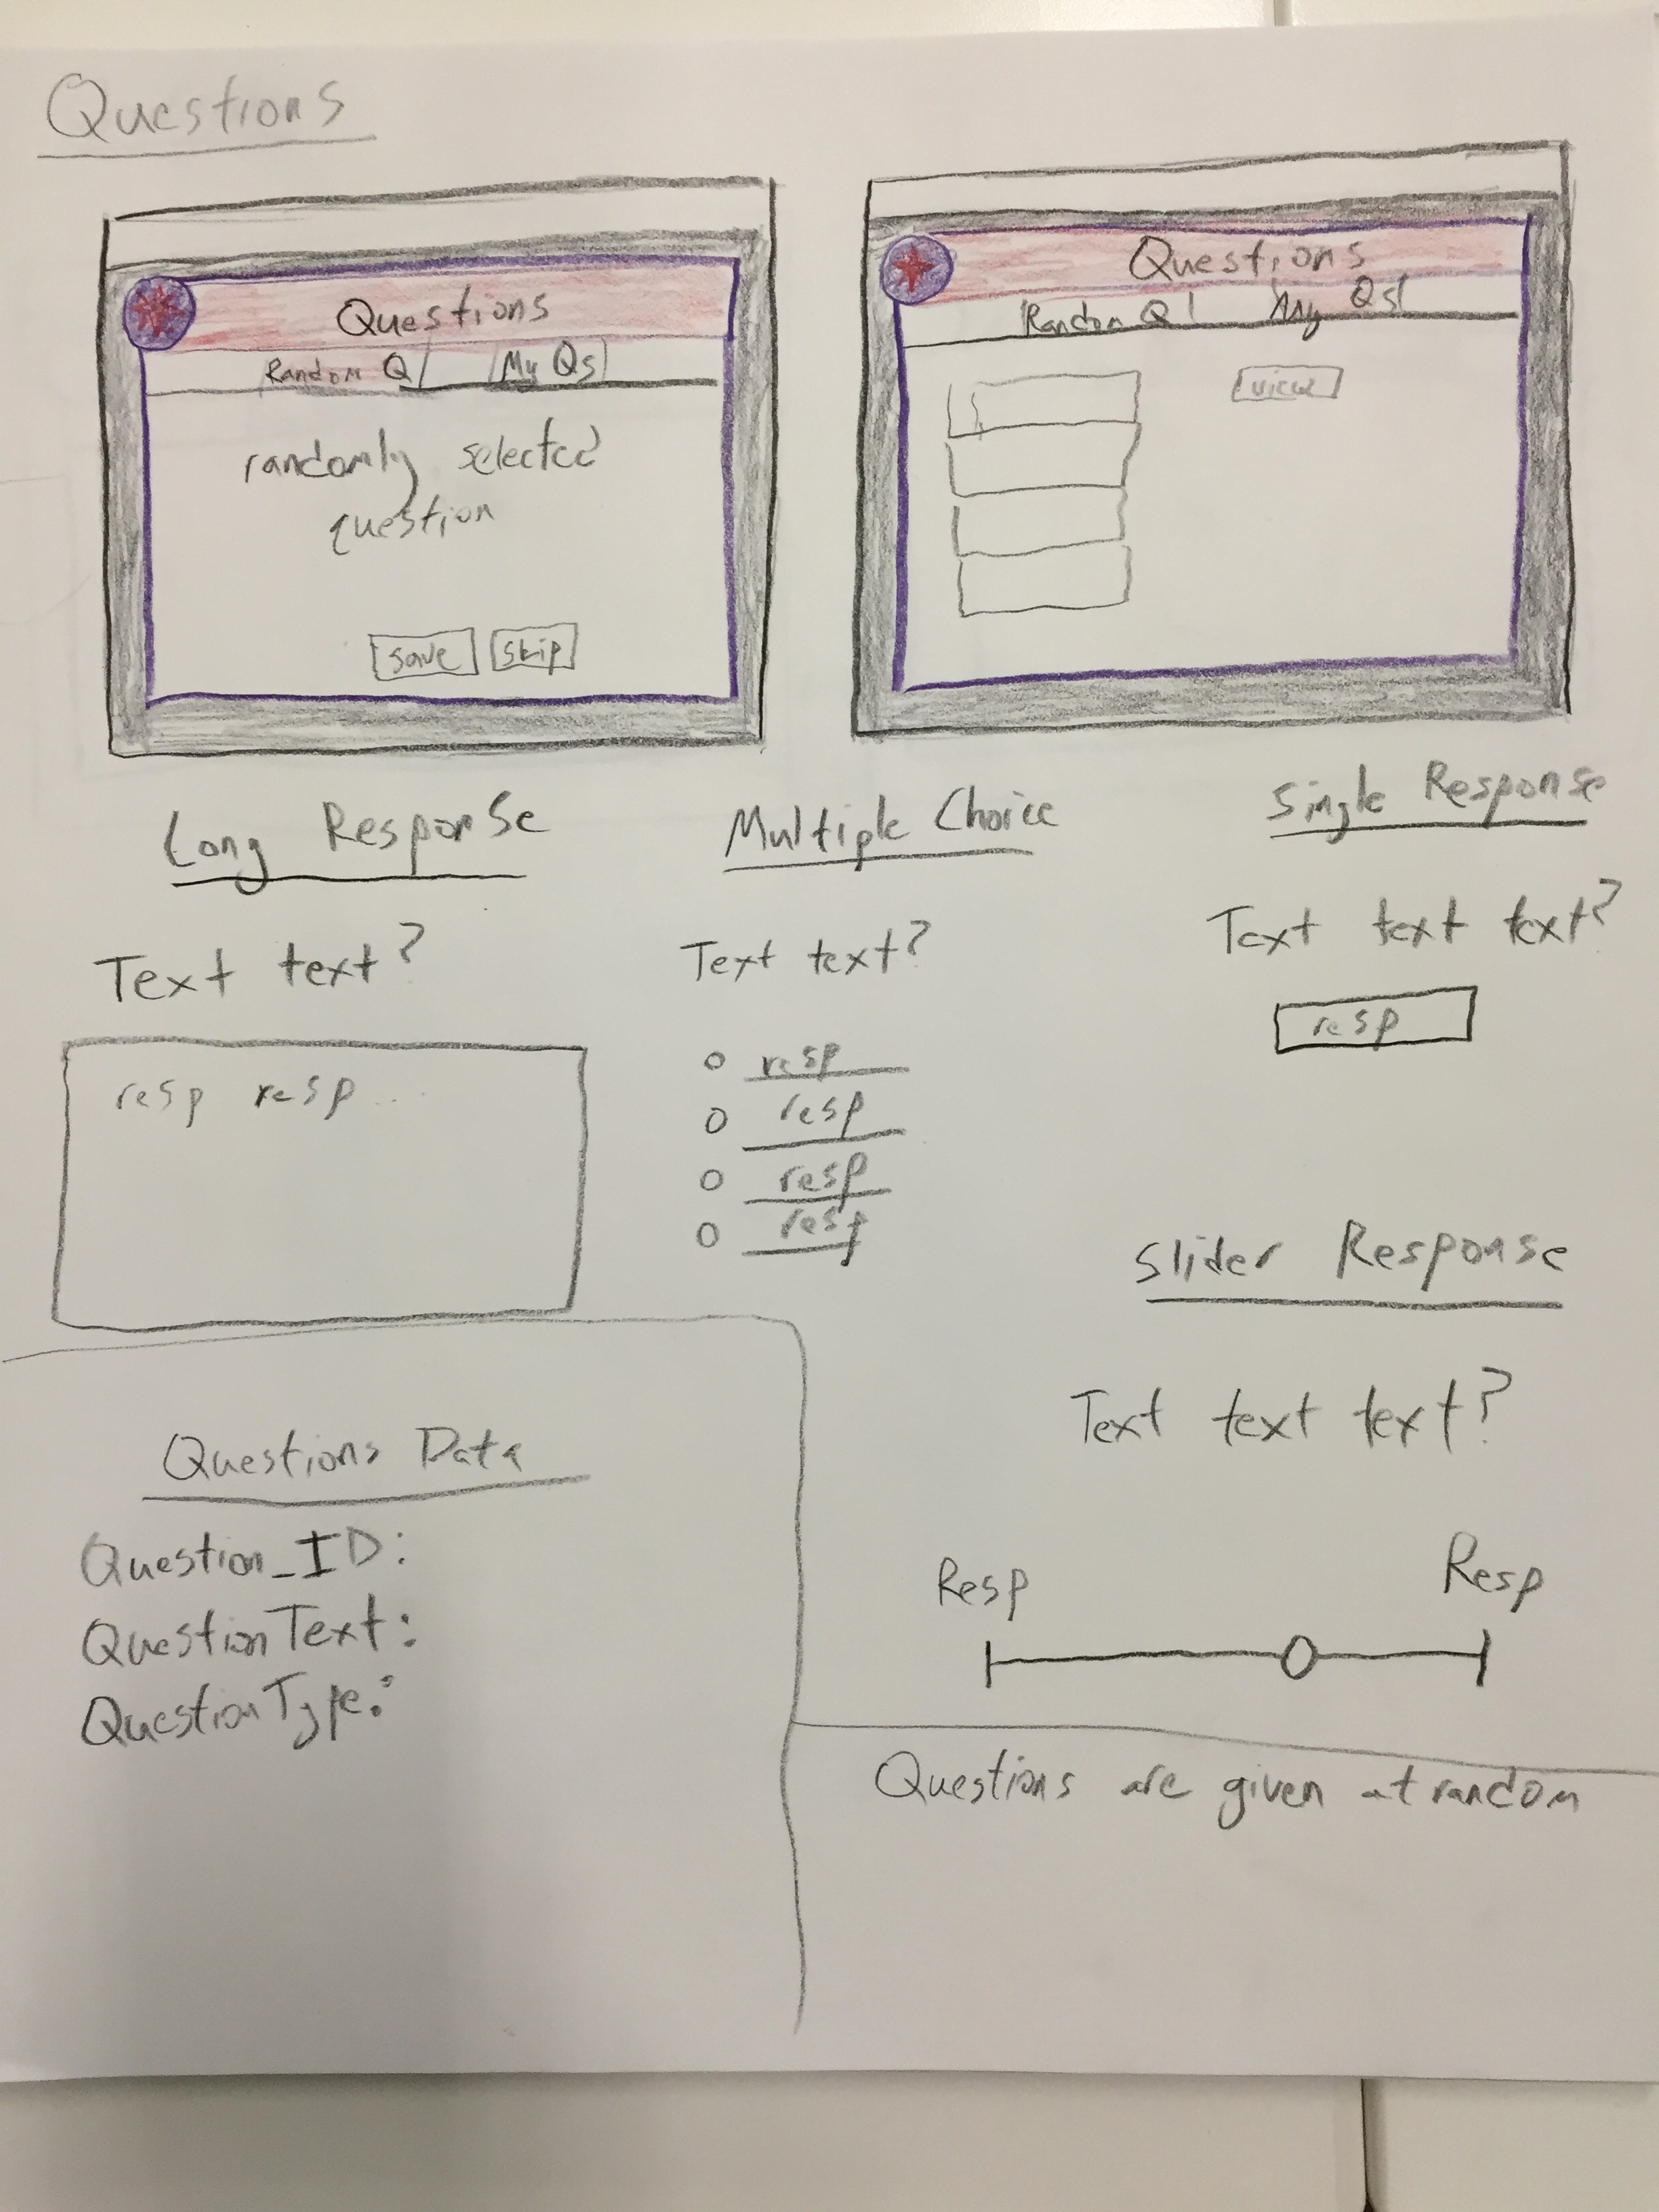 Questions
Questions
Random Q My Qs
randomly selected
question
save skip
Questions
Random Q My Qs
view
Long Response
Text text?
resp resp...
Multiple Choice
Text text?
resp
resp
resp
resp
Single Response
Text text text?
resp
Slider Response
Text text text?
Resp Resp
Questions Data
Question_ID:
QuestionText:
QuestionType:
Questions are given at random